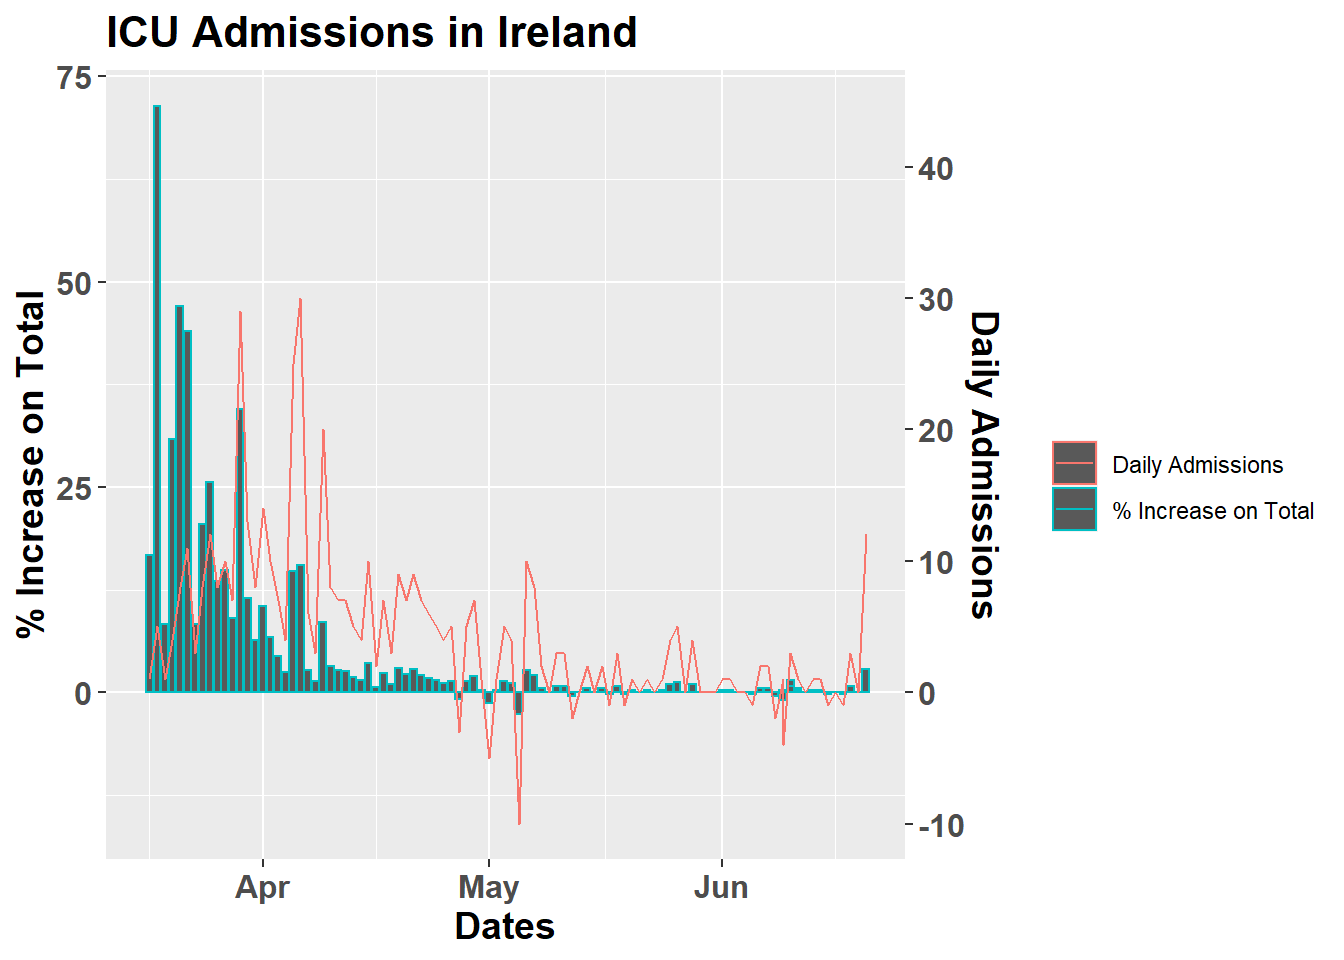 ICU Admissions in Ireland
75
50
25
0
% Increase on Total
40
30
20
10
0
-10
Daily Admissions
Apr
May
Jun
Dates
Daily Admissions
% Increase on Total